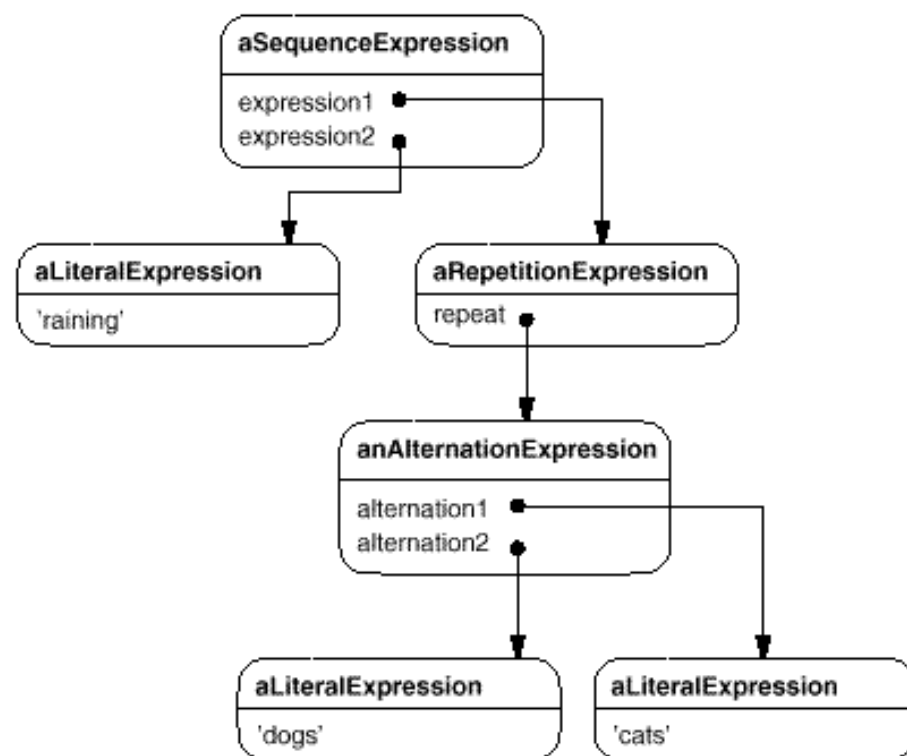 aSequenceExpression
expression1
expression2
aLiteralExpression
'raining'
aRepetitionExpression
repeat
anAlternationExpression
alternation1
alternation2
aLiteralExpression
'dogs'
aLiteralExpression
'cats'